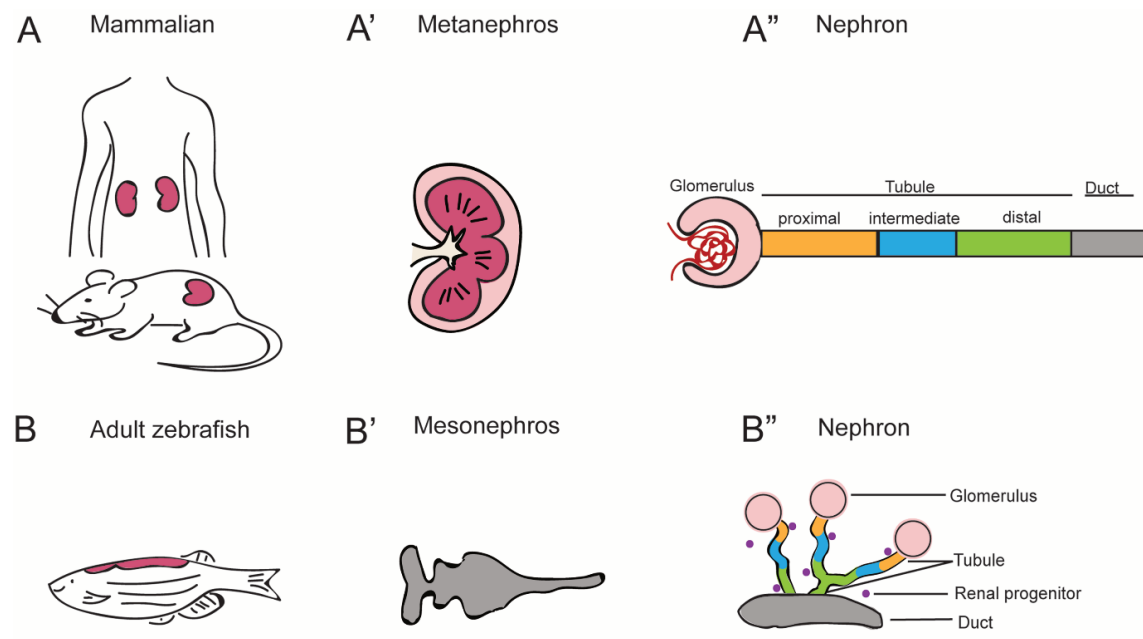 A Mammalian
A’ Metanephros
A” Nephron
Glomerulus
Tubule
Duct
proximal
intermediate
distal
B Adult zebrafish
B’ Mesonephros
B” Nephron
Glomerulus
Tubule
Renal progenitor
Duct